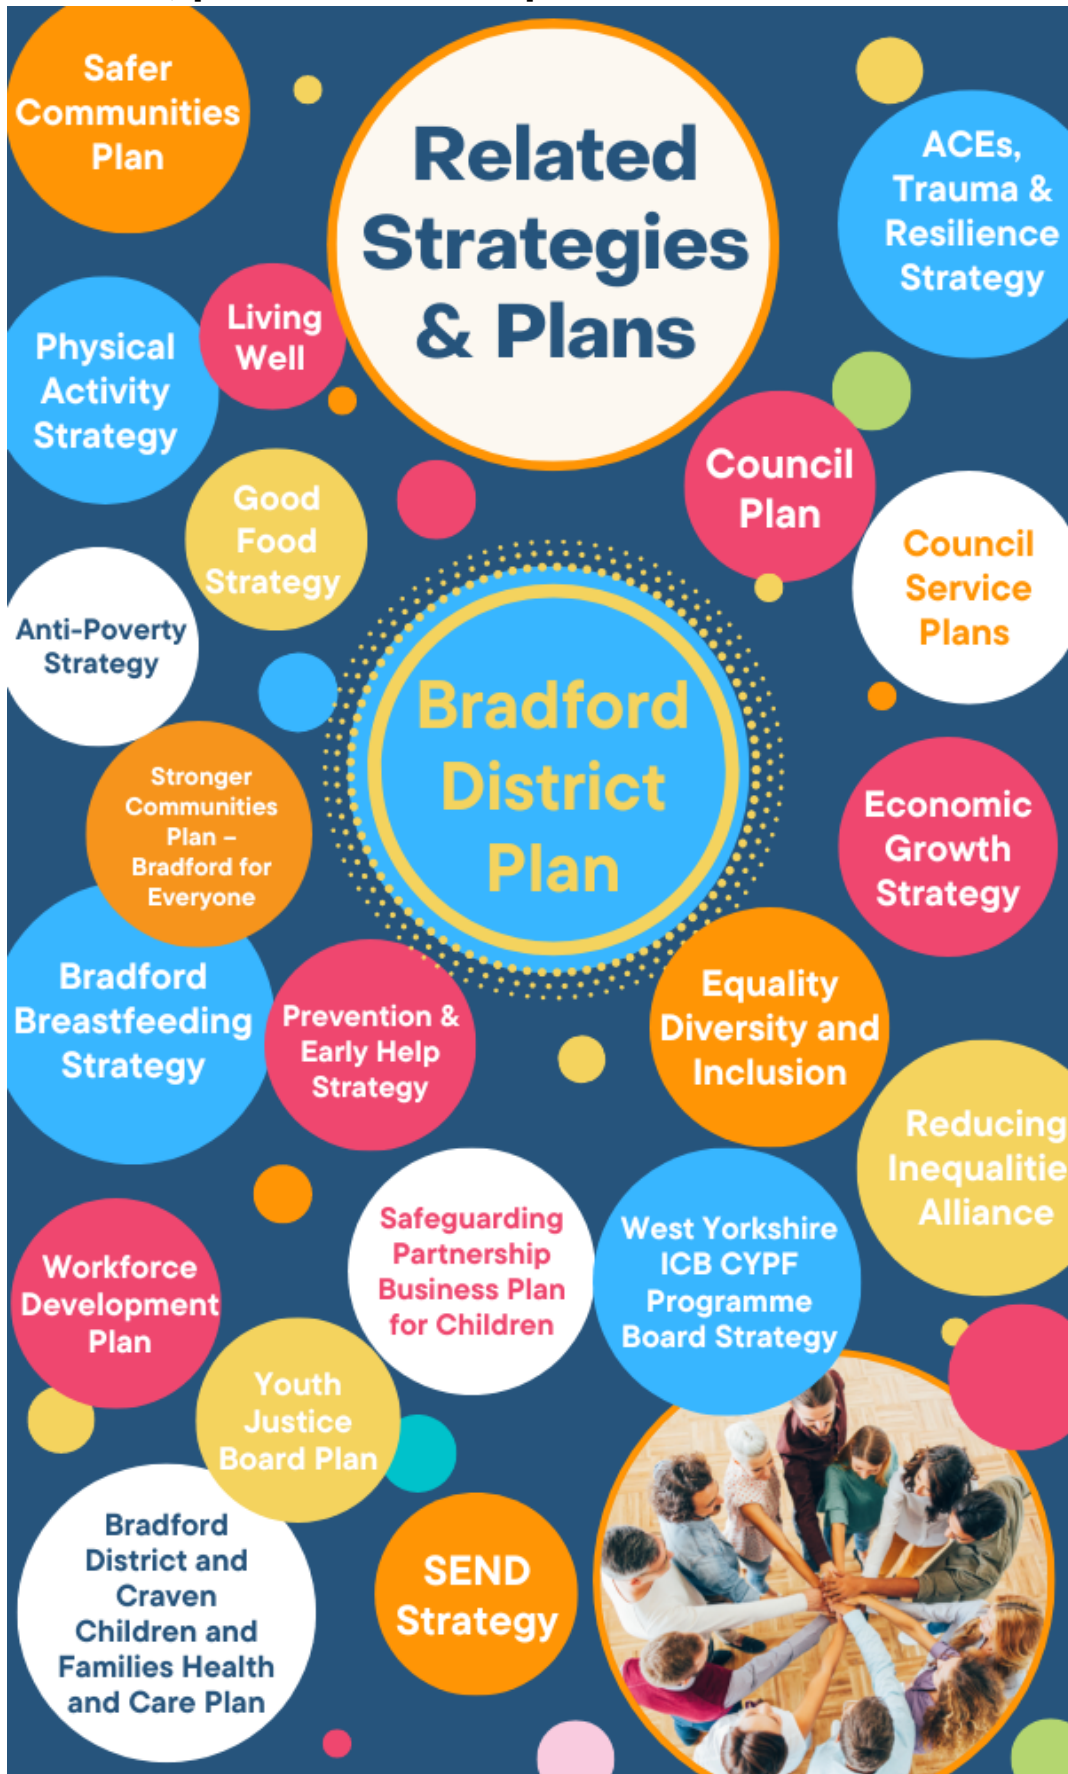 Safer
Communities
Plan
Related
Strategies
& Plans
ACEs,
Trauma &
Resilience
Strategy
Living
Well
Physical
Activity
Strategy
Council
Plan
Good
Food
Strategy
Council
Service
Plans
Anti-Poverty
Strategy
Bradford
District
Plan
Stronger
Communities
Plan –
Bradford for
Everyone
Economic
Growth
Strategy
Bradford
Breastfeeding
Strategy
Prevention &
Early Help
Strategy
Equality
Diversity and
Inclusion
Reducing
Inequalitie
Alliance
Safeguarding
Partnership
Business Plan
for Children
West Yorkshire
ICB CYPF
Programme
Board Strategy
Workforce
Development
Plan
Youth
Justice
Board Plan
Bradford
District and
Craven
Children and
Families Health
and Care Plan
SEND
Strategy